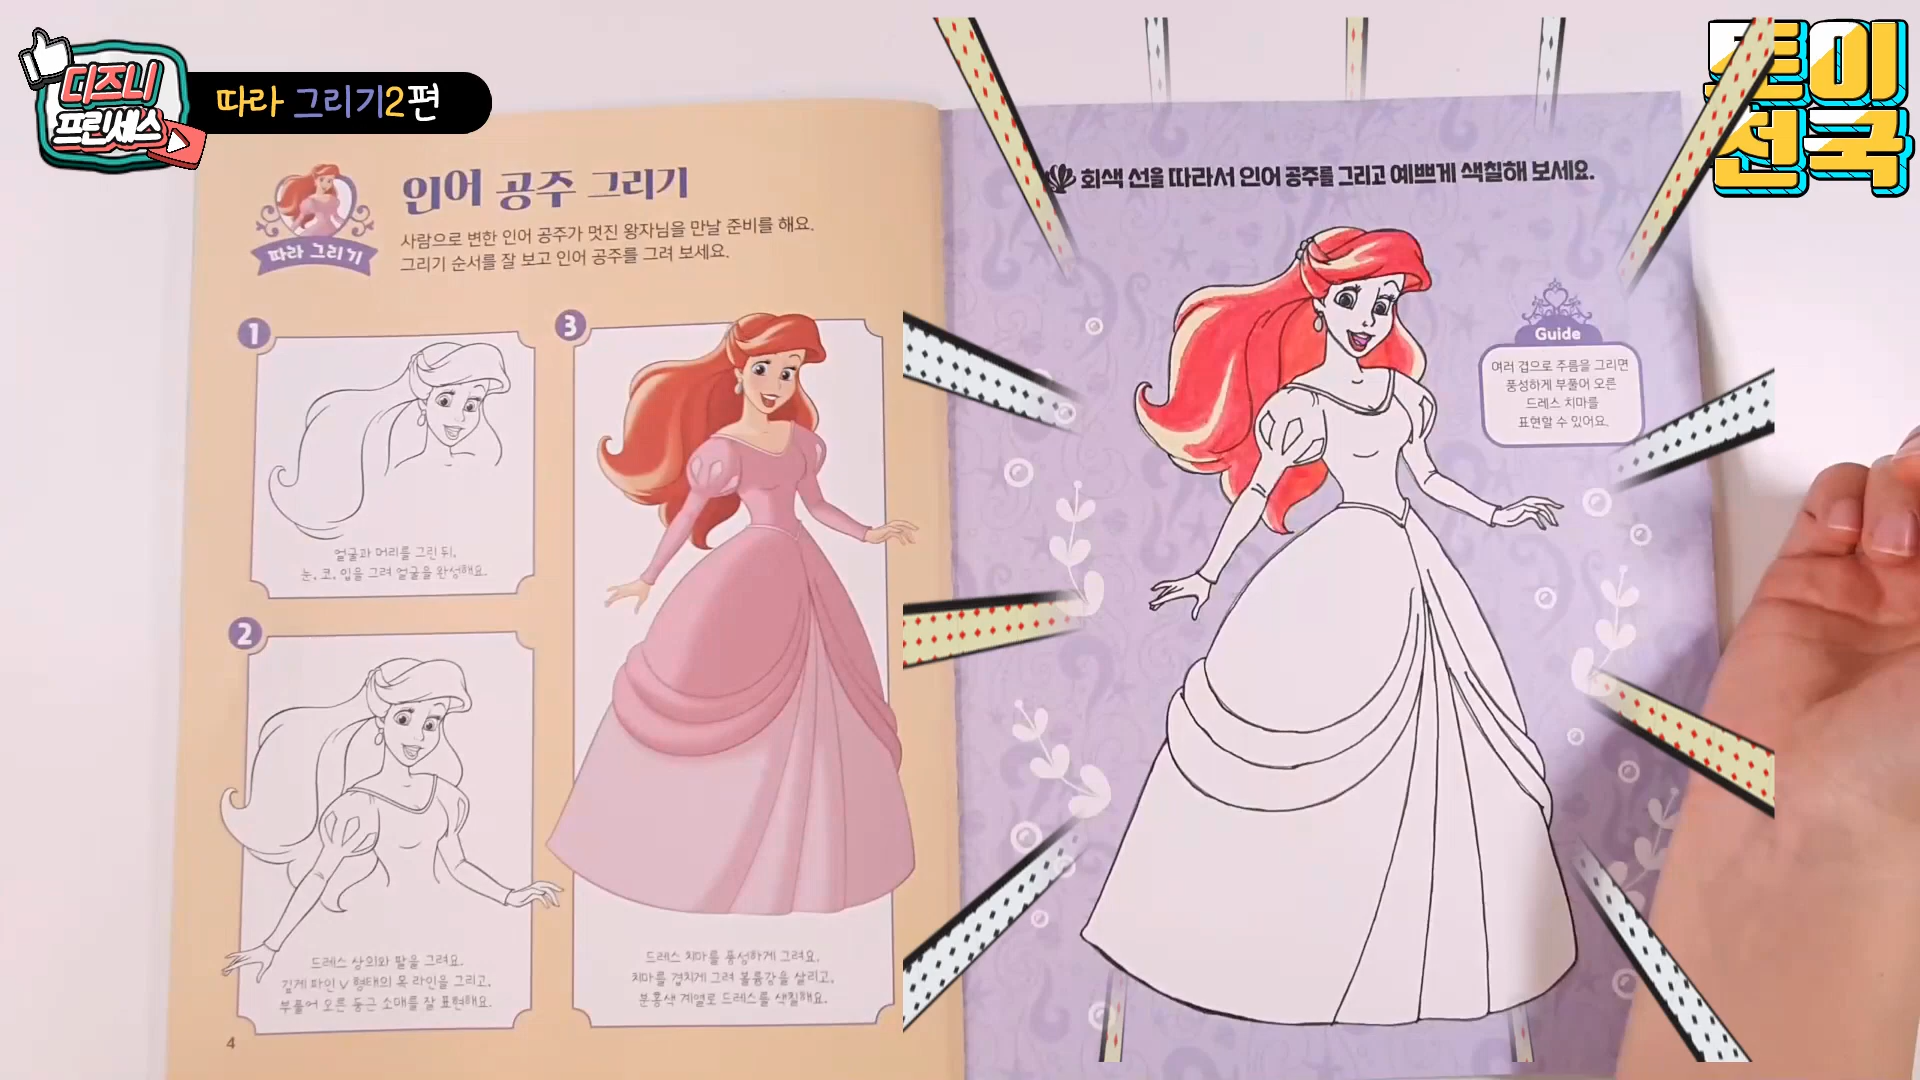 디즈니
프린세스
따라 그리기2편
토이
천국
따라 그리기
인어 공주 그리기
사람으로 변한 인어 공주가 멋진 왕자님을 만날 준비를 해요.
그리기 순서를 잘 보고 인어 공주를 그려 보세요.
1
얼굴과 머리를 그린 뒤,
눈, 코, 입을 그려 얼굴을 완성해요.
2
드레스 상의와 팔을 그려요.
깊게 파인 V 형태의 목 라인을 그리고,
부풀어 오른 둥근 소매를 잘 표현해요.
3
드레스 치마를 풍성하게 그려요.
치마를 겹치게 그려 볼륨감을 살리고,
분홍색 계열로 드레스를 색칠해요.
4
회색 선을 따라서 인어 공주를 그리고 예쁘게 색칠해 보세요.
Guide
여러 겹으로 주름을 그리면
풍성하게 부풀어 오른
드레스 치마를
표현할 수 있어요.